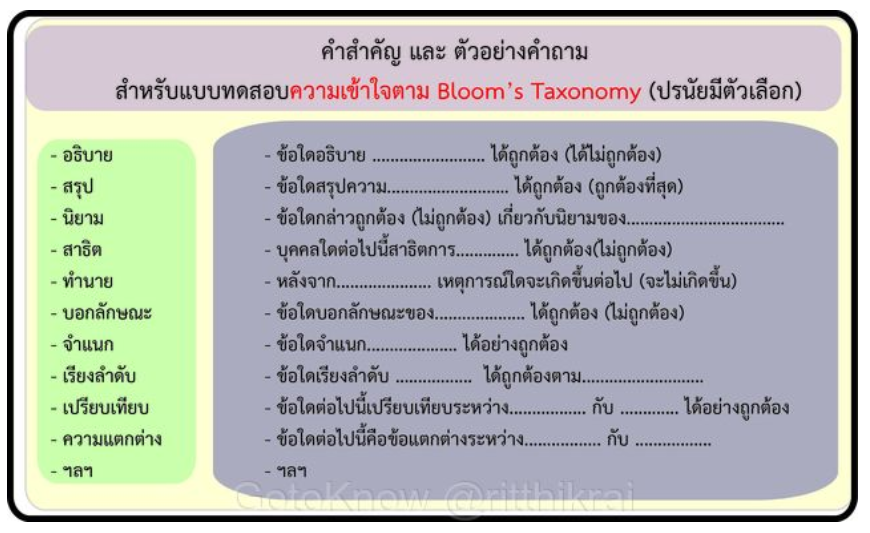 คำสำคัญ และ ตัวอย่างคำถาม
สำหรับแบบทดสอบความเข้าใจตาม Bloom's Taxonomy (ปรนัยมีตัวเลือก)
- อธิบาย - ข้อใดอธิบาย ........................ ได้ถูกต้อง (ได้ไม่ถูกต้อง)
- สรุป - ข้อใดสรุปความ.......................... ได้ถูกต้อง (ถูกต้องที่สุด)
- นิยาม - ข้อใดกล่าวถูกต้อง (ไม่ถูกต้อง) เกี่ยวกับนิยามของ..................................
- สาธิต - บุคคลใดต่อไปนี้สาธิตการ.............. ได้ถูกต้อง(ไม่ถูกต้อง)
- ทำนาย - หลังจาก.................... เหตุการณ์ใดจะเกิดขึ้นต่อไป (จะไม่เกิดขึ้น)
- บอกลักษณะ - ข้อใดบอกลักษณะของ.................... ได้ถูกต้อง (ไม่ถูกต้อง)
- จำแนก - ข้อใดจำแนก.................... ได้อย่างถูกต้อง
- เรียงลำดับ - ข้อใดเรียงลำดับ ................. ได้ถูกต้องตาม..........................
- เปรียบเทียบ - ข้อใดต่อไปนี้เปรียบเทียบระหว่าง................. กับ ............. ได้อย่างถูกต้อง
- ความแตกต่าง - ข้อใดต่อไปนี้คือข้อแตกต่างระหว่าง................. กับ .................
- ฯลฯ - ฯลฯ
GotoKnow @ritthikrai